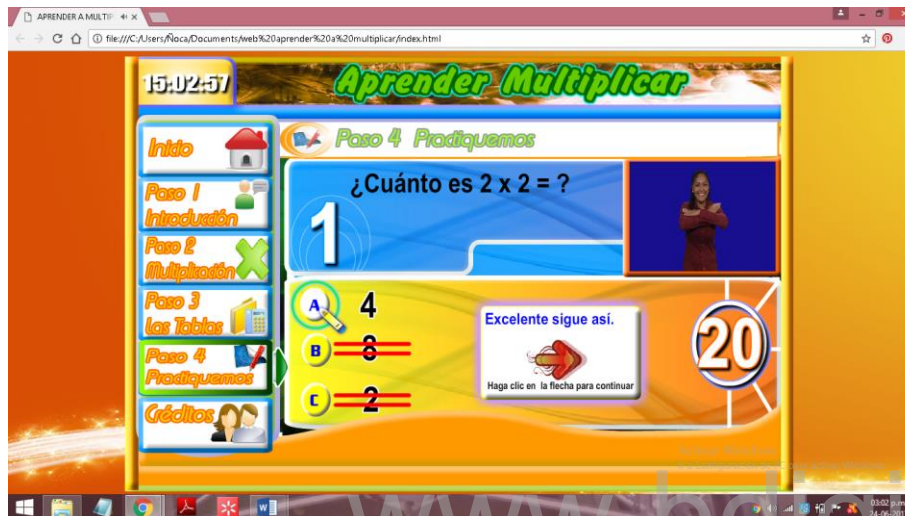 APRENDER A MULTIP
file:///C:/Users/Ñoca/Documents/web%20aprender%20a%20multiplicar/index.html
15:02:57
Aprender Multiplicar
Inicio
Paso 1
Introducción
Paso 2
Multiplicación
Paso 3
Las Tablas
Paso 4
Practiquemos
Créditos
Paso 4 Practiquemos
1
¿Cuánto es 2 x 2 = ?
A 4
B 8
C 2
Excelente sigue así.
Haga clic en la flecha para continuar
20
03:02 p.m.